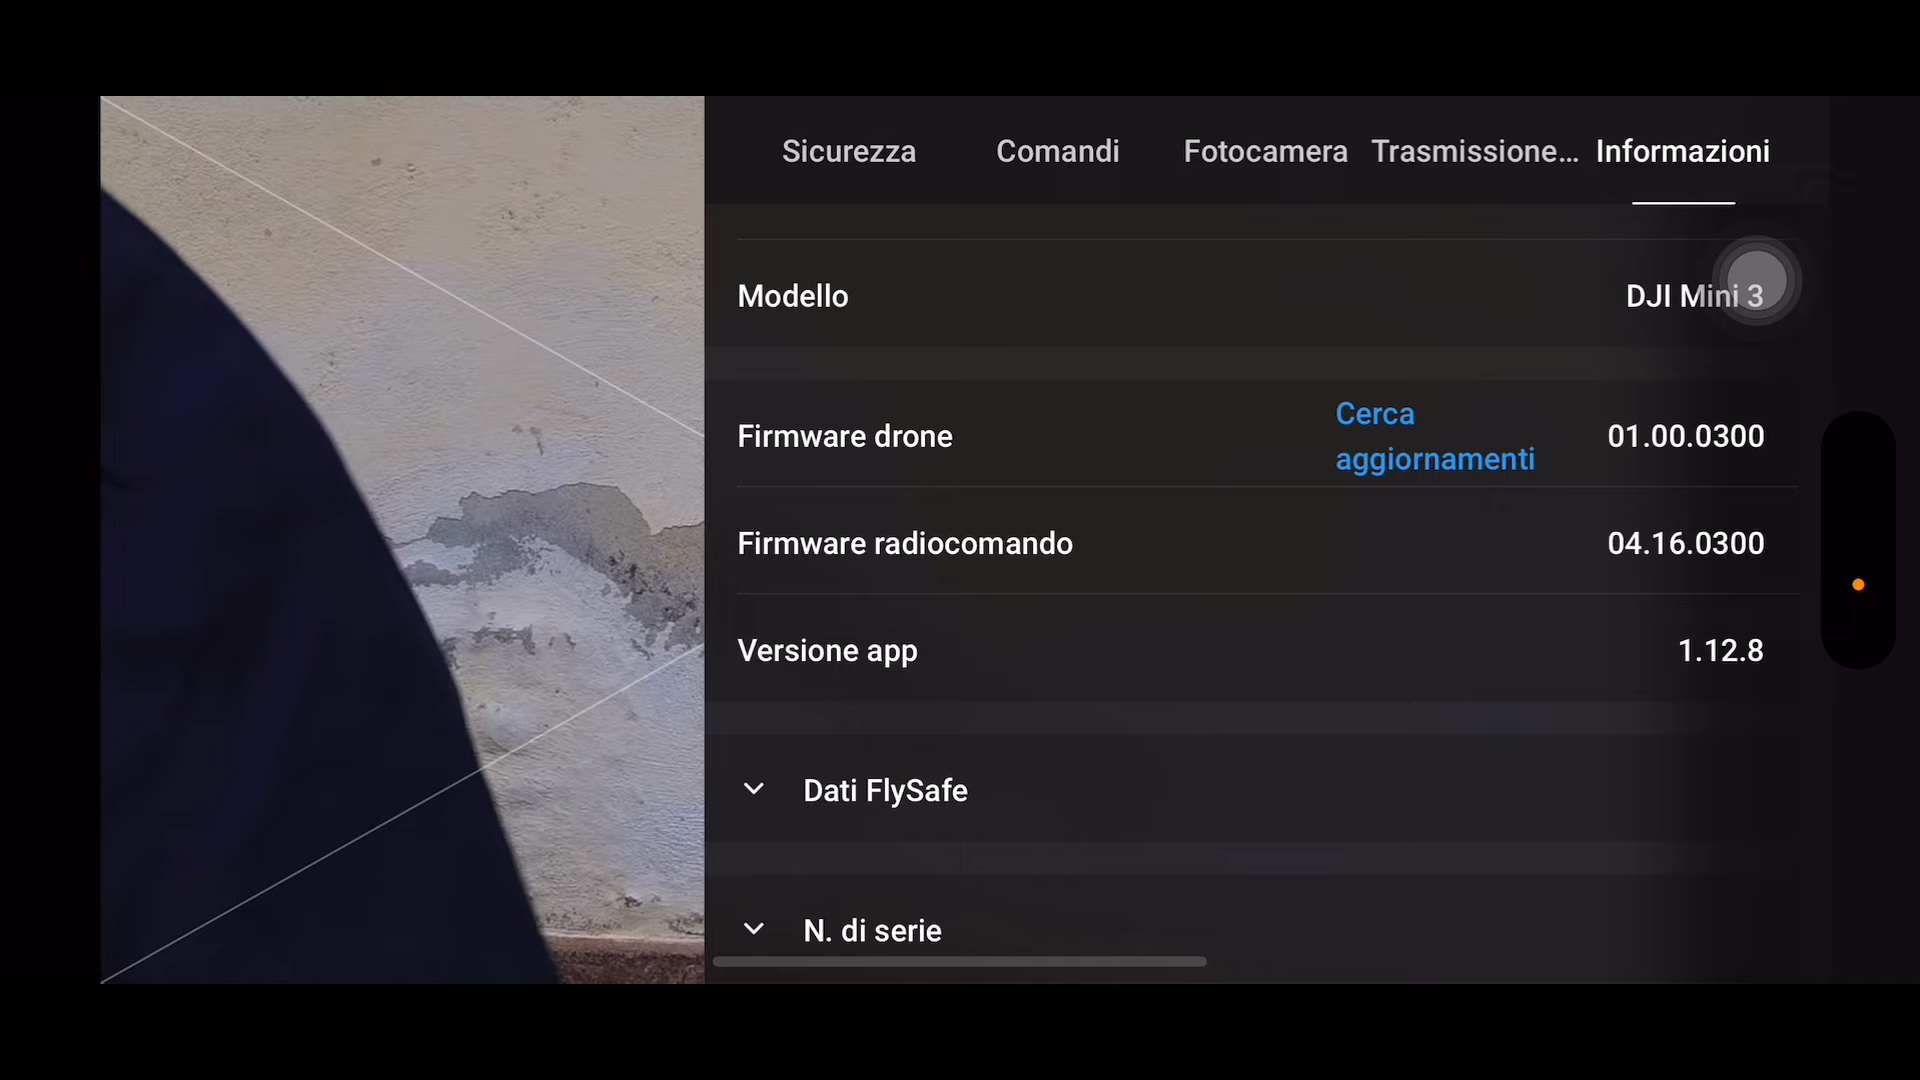 Sicurezza Comandi Fotocamera Trasmissione... Informazioni
Modello DJI Mini 3
Firmware drone Cerca aggiornamenti 01.00.0300
Firmware radiocomando 04.16.0300
Versione app 1.12.8
Dati FlySafe
N. di serie